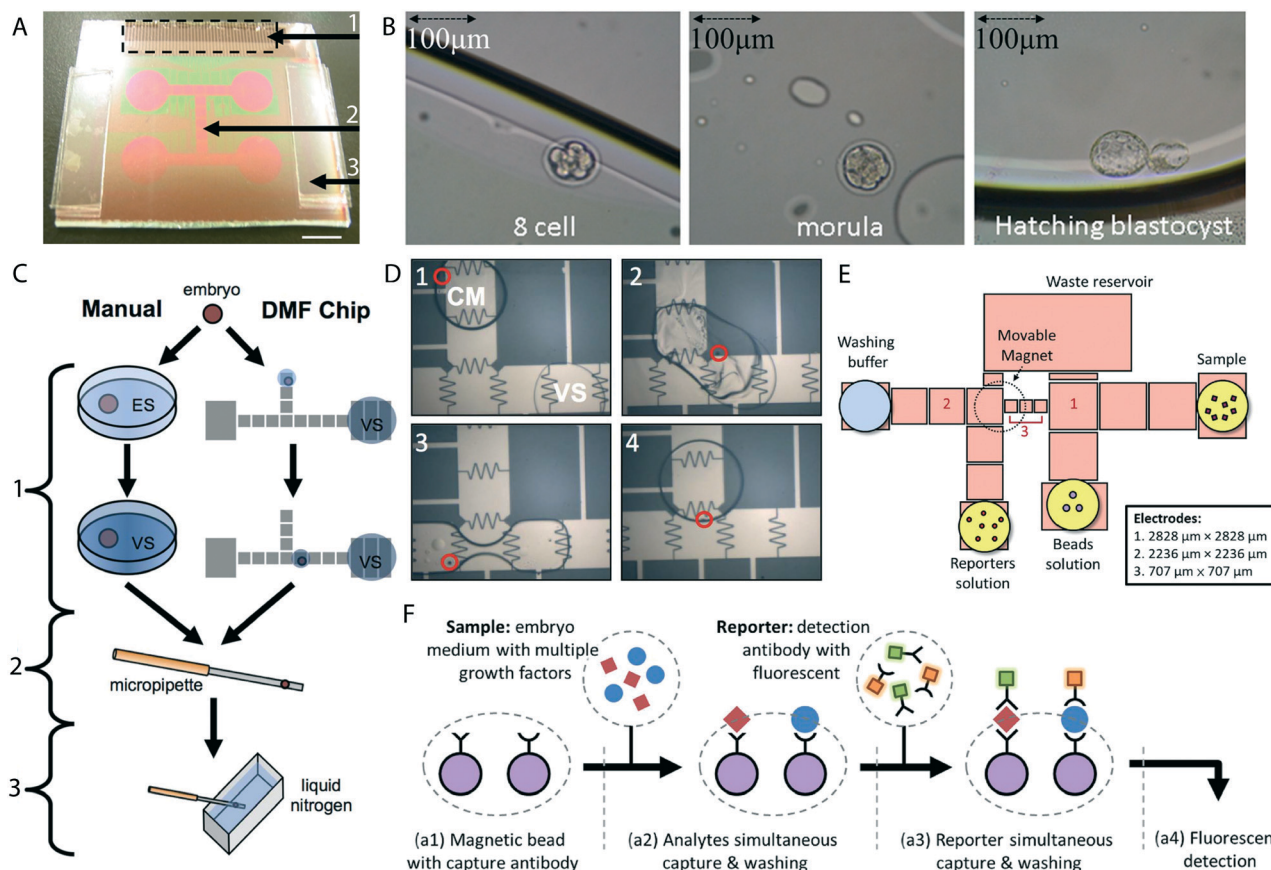 A
1
2
3
B
100μm
100μm
100μm
8 cell
morula
Hatching blastocyst
C
embryo
Manual
DMF Chip
ES
VS
VS
VS
1
2
3
micropipette
liquid
nitrogen
D
1
CM
VS
2
3
4
E
Waste reservoir
Movable
Magnet
Washing
buffer
Sample
2
1
3
Reporters
solution
Beads
solution
Electrodes:
1. 2828 μm × 2828 μm
2. 2236 μm × 2236 μm
3. 707 μm x 707 μm
F
Sample: embryo
medium with multiple
growth factors
Reporter: detection
antibody with
fluorescent
(a1) Magnetic bead
with capture antibody
(a2) Analytes simultaneous
capture & washing
(a3) Reporter simultaneous
capture & washing
(a4) Fluorescen
detection